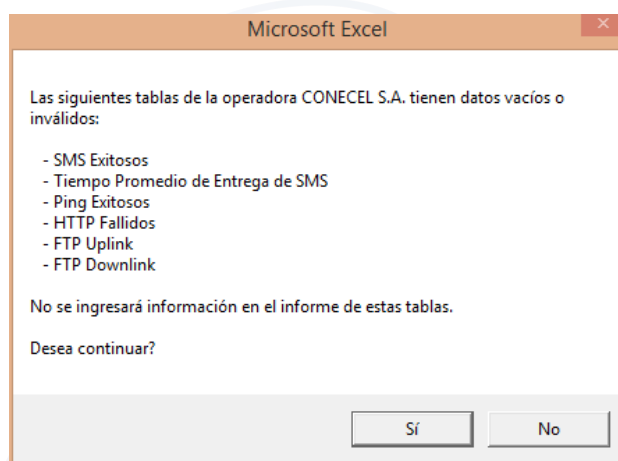 Microsoft Excel
Las siguientes tablas de la operadora CONECEL S.A. tienen datos vacíos o
inválidos:
- SMS Exitosos
- Tiempo Promedio de Entrega de SMS
- Ping Exitosos
- HTTP Fallidos
- FTP Uplink
- FTP Downlink
No se ingresará información en el informe de estas tablas.
Desea continuar?
Sí
No